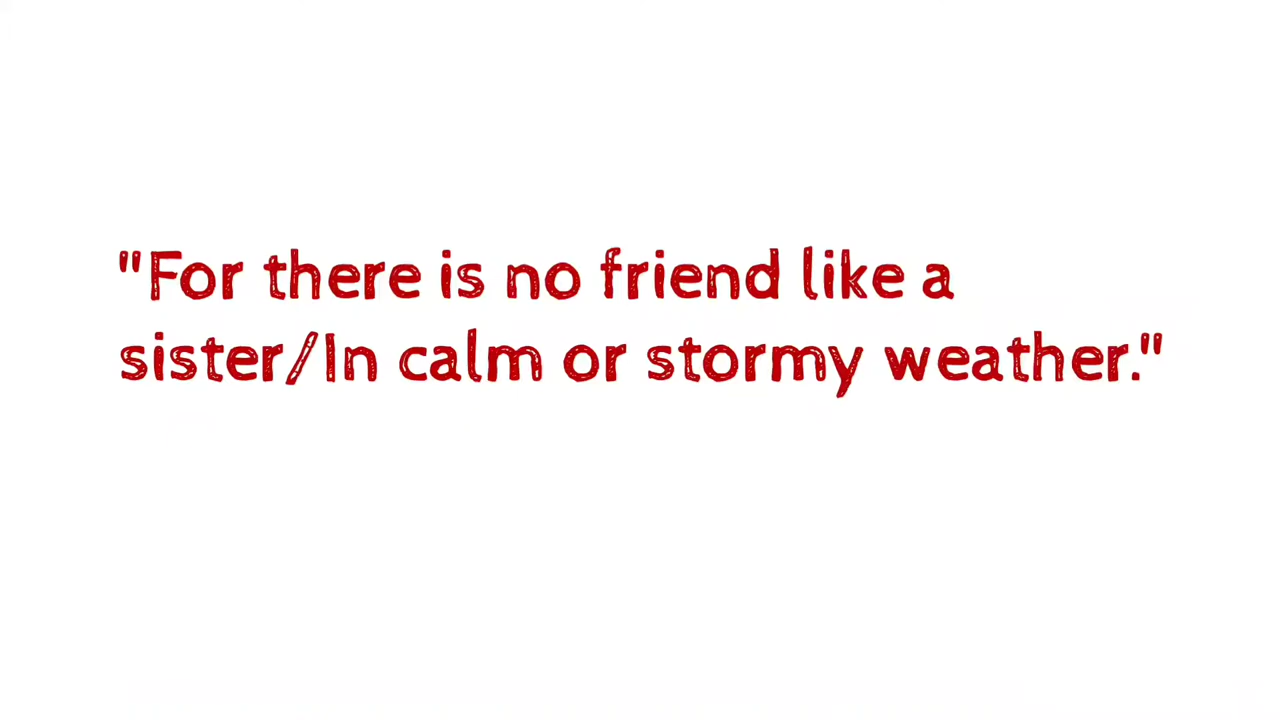 "For there is no friend like a
sister/In calm or stormy weather."